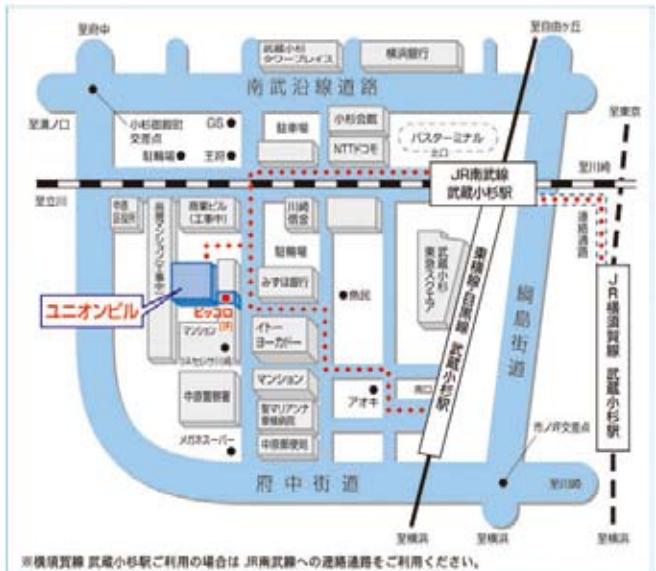 至府中
至自由ヶ丘
武蔵小杉
タワープレイス
横浜銀行
南武沿線道路
至東京
至溝ノ口
小杉御殿町
交差点
GS
駐車場
小杉会館
バスターミナル
北口
駐輪場
王将
NTTドコモ
JR南武線
武蔵小杉駅
至川崎
至立川
中原
区役所
商業ビル
(工事中)
川崎
信金
連絡通路
駐輪場
武蔵小杉
東急スクエア
東横線・目黒線 武蔵小杉駅
綱島街道
JR横須賀線 武蔵小杉駅
ユニオンビル
ピッコロ
(1F)
みずほ銀行
魚民
マンション
イトー
ヨーカドー
中原警察署
マンション
アオキ
南口
聖マリアンナ
東横病院
市ノ坪交差点
メガネスーパー
中原郵便局
府中街道
至川崎
至横浜
至横浜
至横浜
※横須賀線 武蔵小杉駅ご利用の場合は JR南武線への連絡通路をご利用ください。